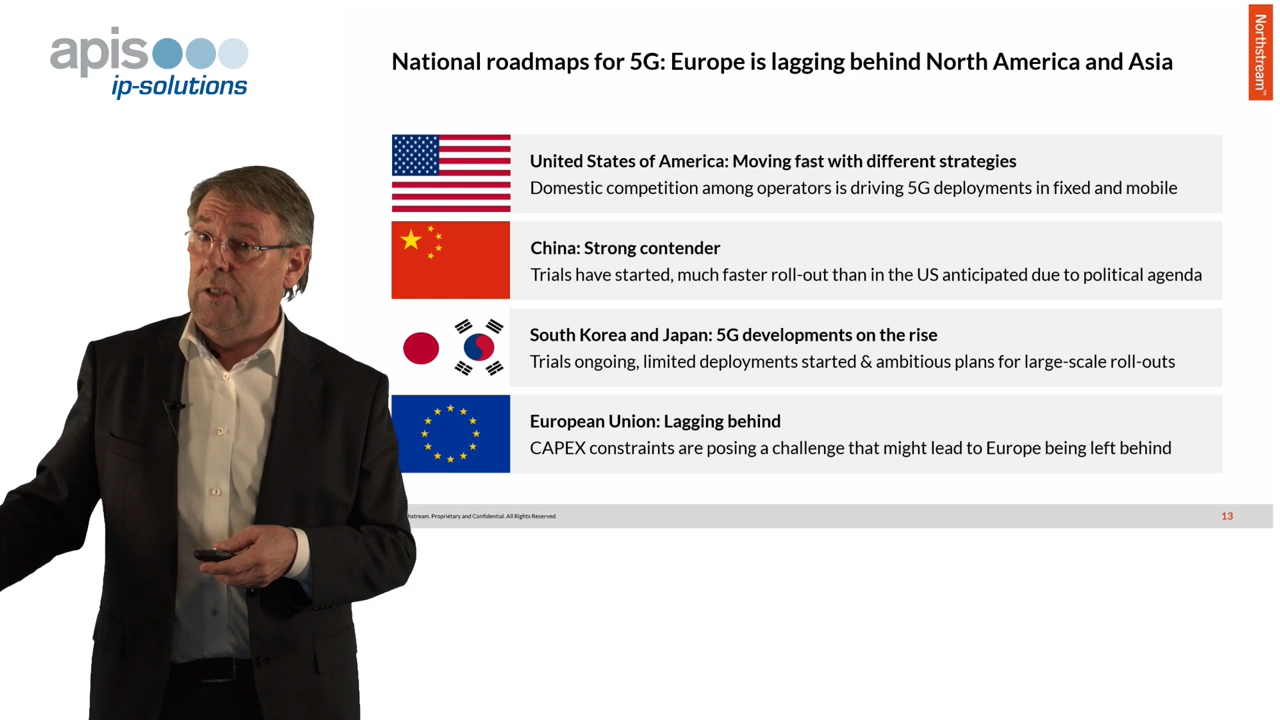 apis
ip-solutions
National roadmaps for 5G: Europe is lagging behind North America and Asia
Northstream™
United States of America: Moving fast with different strategies
Domestic competition among operators is driving 5G deployments in fixed and mobile
China: Strong contender
Trials have started, much faster roll-out than in the US anticipated due to political agenda
South Korea and Japan: 5G developments on the rise
Trials ongoing, limited deployments started & ambitious plans for large-scale roll-outs
European Union: Lagging behind
CAPEX constraints are posing a challenge that might lead to Europe being left behind
Proprietary and Confidential. All Rights Reserved.
13